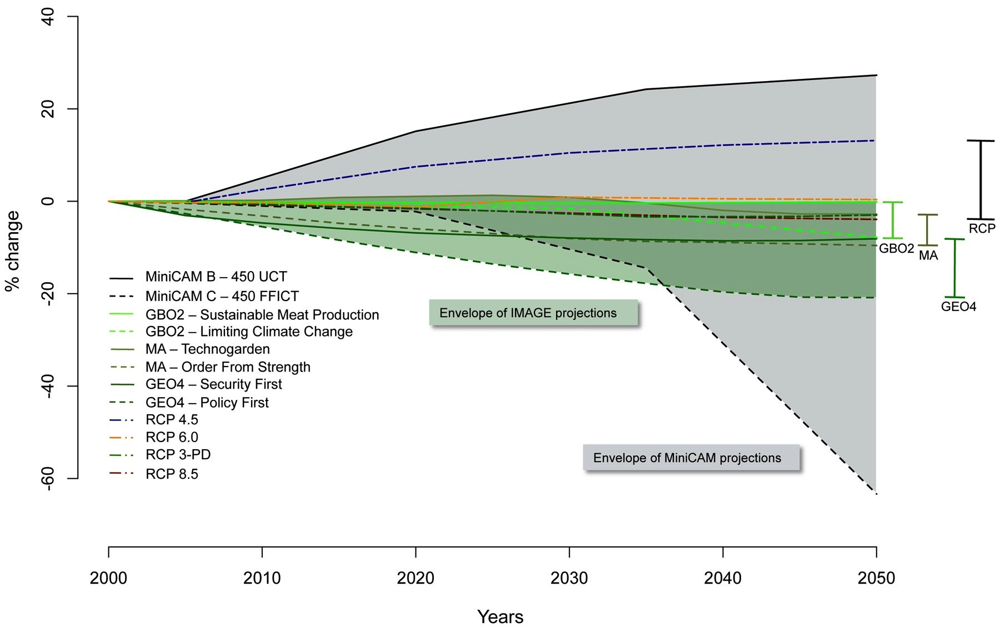 40
20
0
-20
-40
-60
% change
MiniCAM B – 450 UCT
MiniCAM C – 450 FFICT
GBO2 – Sustainable Meat Production
GBO2 – Limiting Climate Change
MA – Technogarden
MA – Order From Strength
GEO4 – Security First
GEO4 – Policy First
RCP 4.5
RCP 6.0
RCP 3-PD
RCP 8.5
Envelope of IMAGE projections
Envelope of MiniCAM projections
GBO2
MA
GEO4
RCP
2000 2010 2020 2030 2040 2050
Years